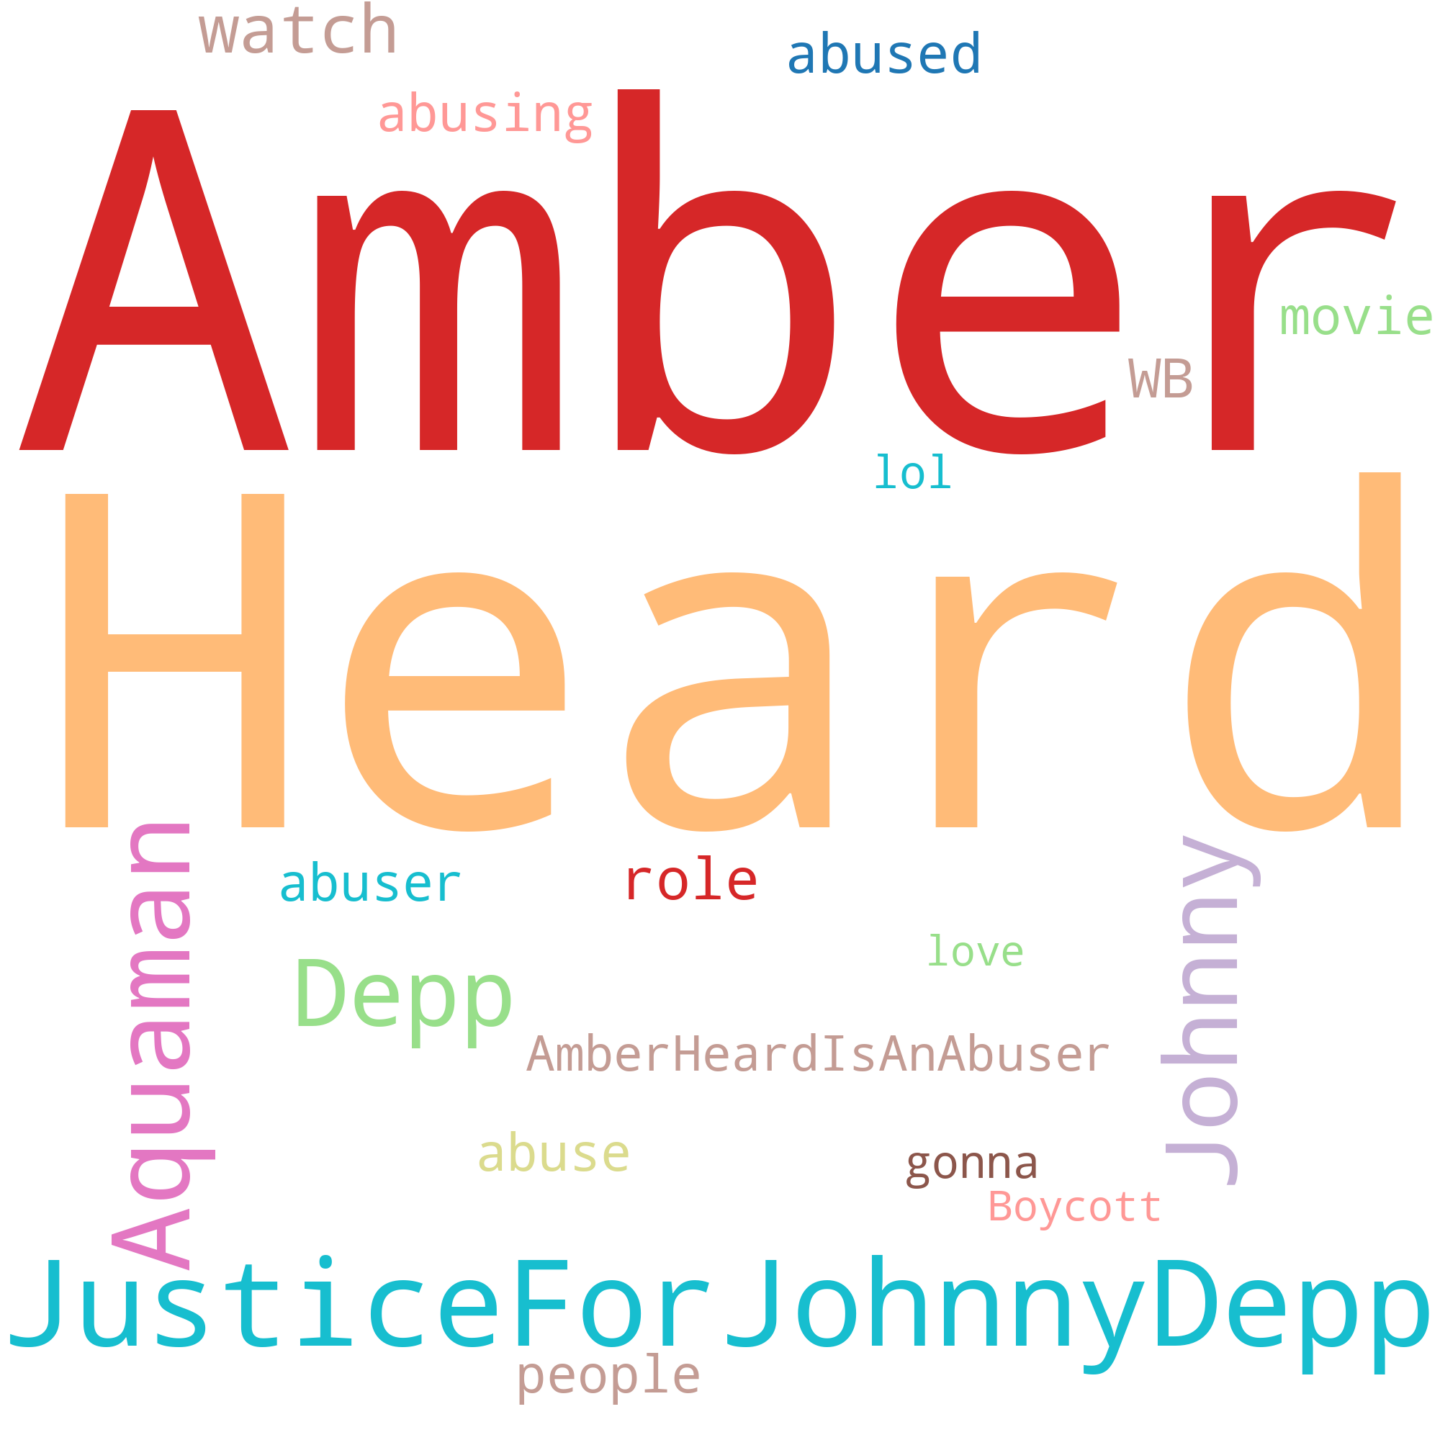 watch
abused
abusing
Amber
movie
WB
lol
Heard
Aquaman
Johnny
abuser
role
love
Depp
AmberHeardIsAnAbuser
abuse
gonna
Boycott
JusticeForJohnnyDepp
people